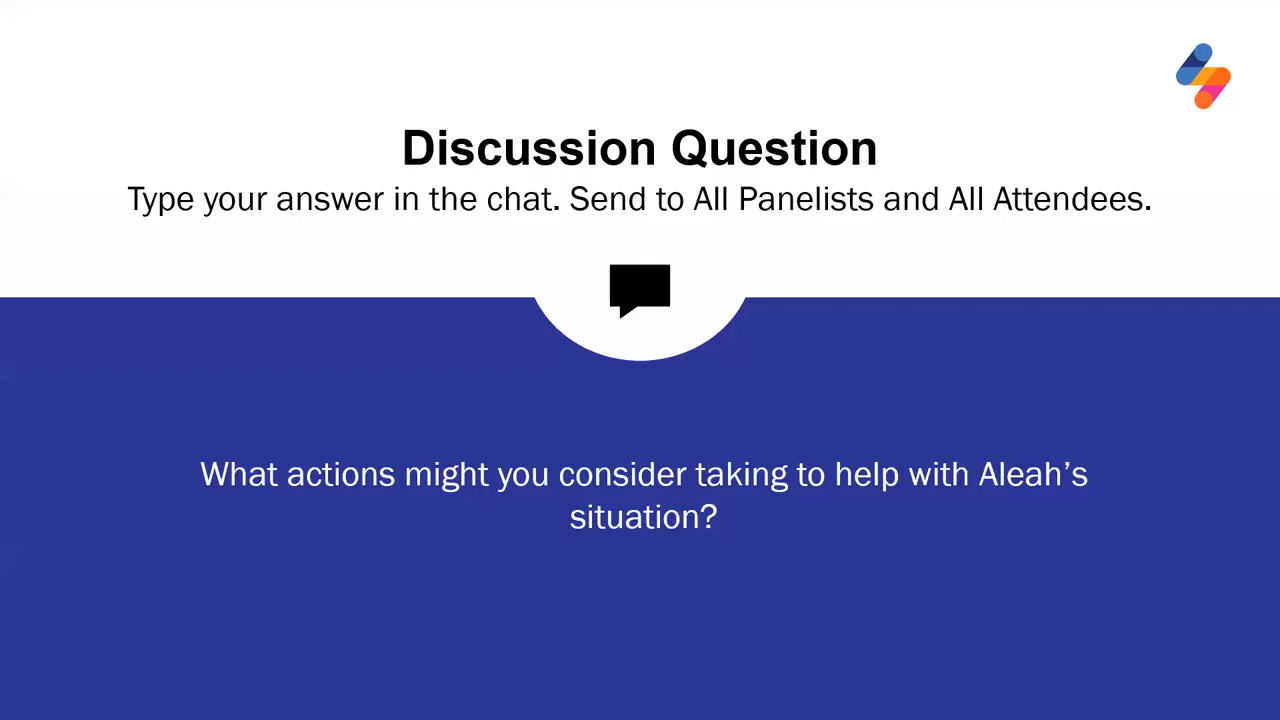 Discussion Question
Type your answer in the chat. Send to All Panelists and All Attendees.
What actions might you consider taking to help with Aleah’s
situation?